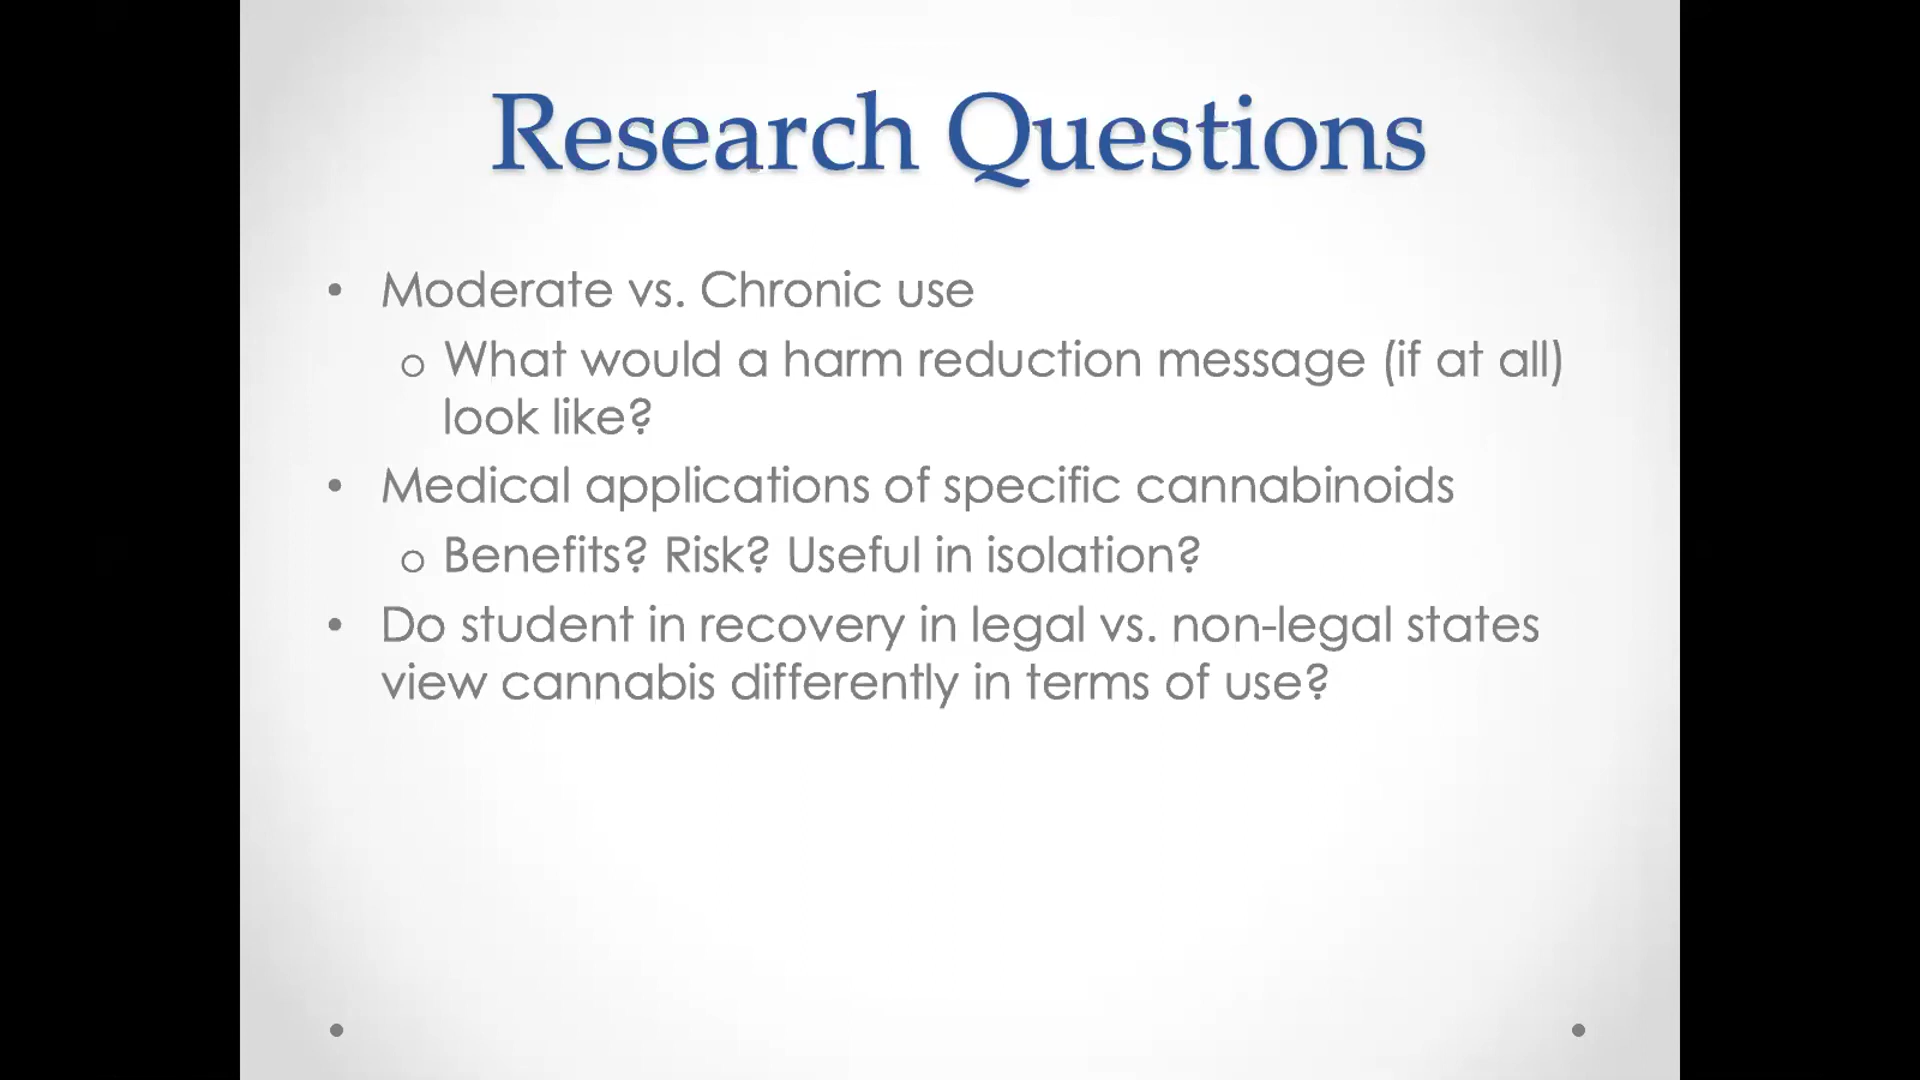 Research Questions
• Moderate vs. Chronic use
o What would a harm reduction message (if at all)
look like?
• Medical applications of specific cannabinoids
o Benefits? Risk? Useful in isolation?
• Do student in recovery in legal vs. non-legal states
view cannabis differently in terms of use?